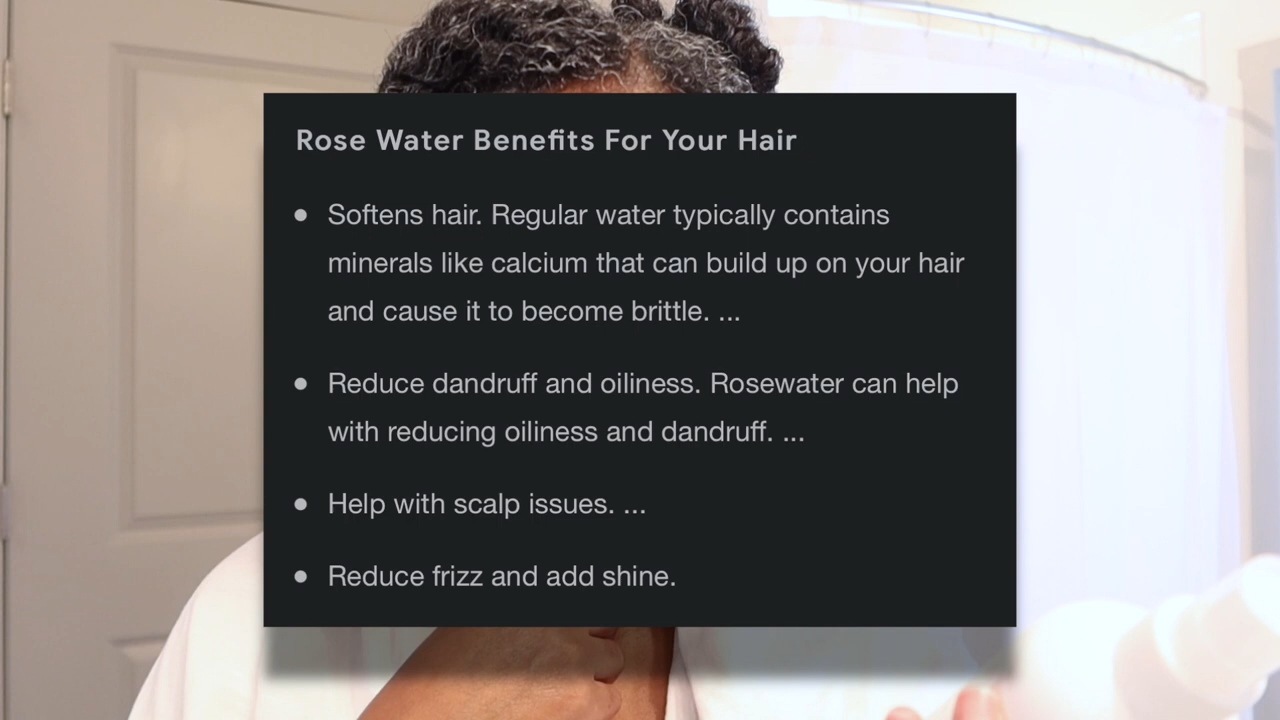 Rose Water Benefits For Your Hair
● Softens hair. Regular water typically contains
minerals like calcium that can build up on your hair
and cause it to become brittle. ...
● Reduce dandruff and oiliness. Rosewater can help
with reducing oiliness and dandruff. ...
● Help with scalp issues. ...
● Reduce frizz and add shine.